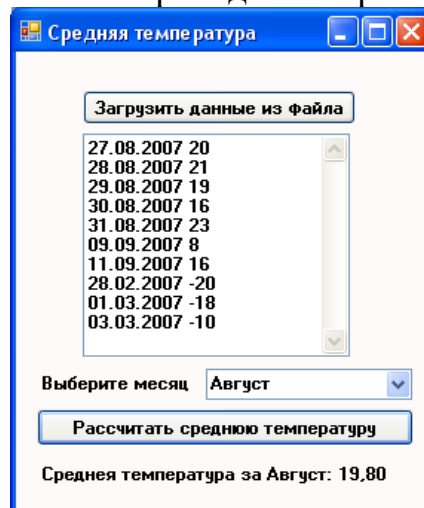 Средняя температура
Загрузить данные из файла
27.08.2007 20
28.08.2007 21
29.08.2007 19
30.08.2007 16
31.08.2007 23
09.09.2007 8
11.09.2007 16
28.02.2007 -20
01.03.2007 -18
03.03.2007 -10
Выберите месяц Август
Рассчитать среднюю температуру
Среднея температура за Август: 19,80